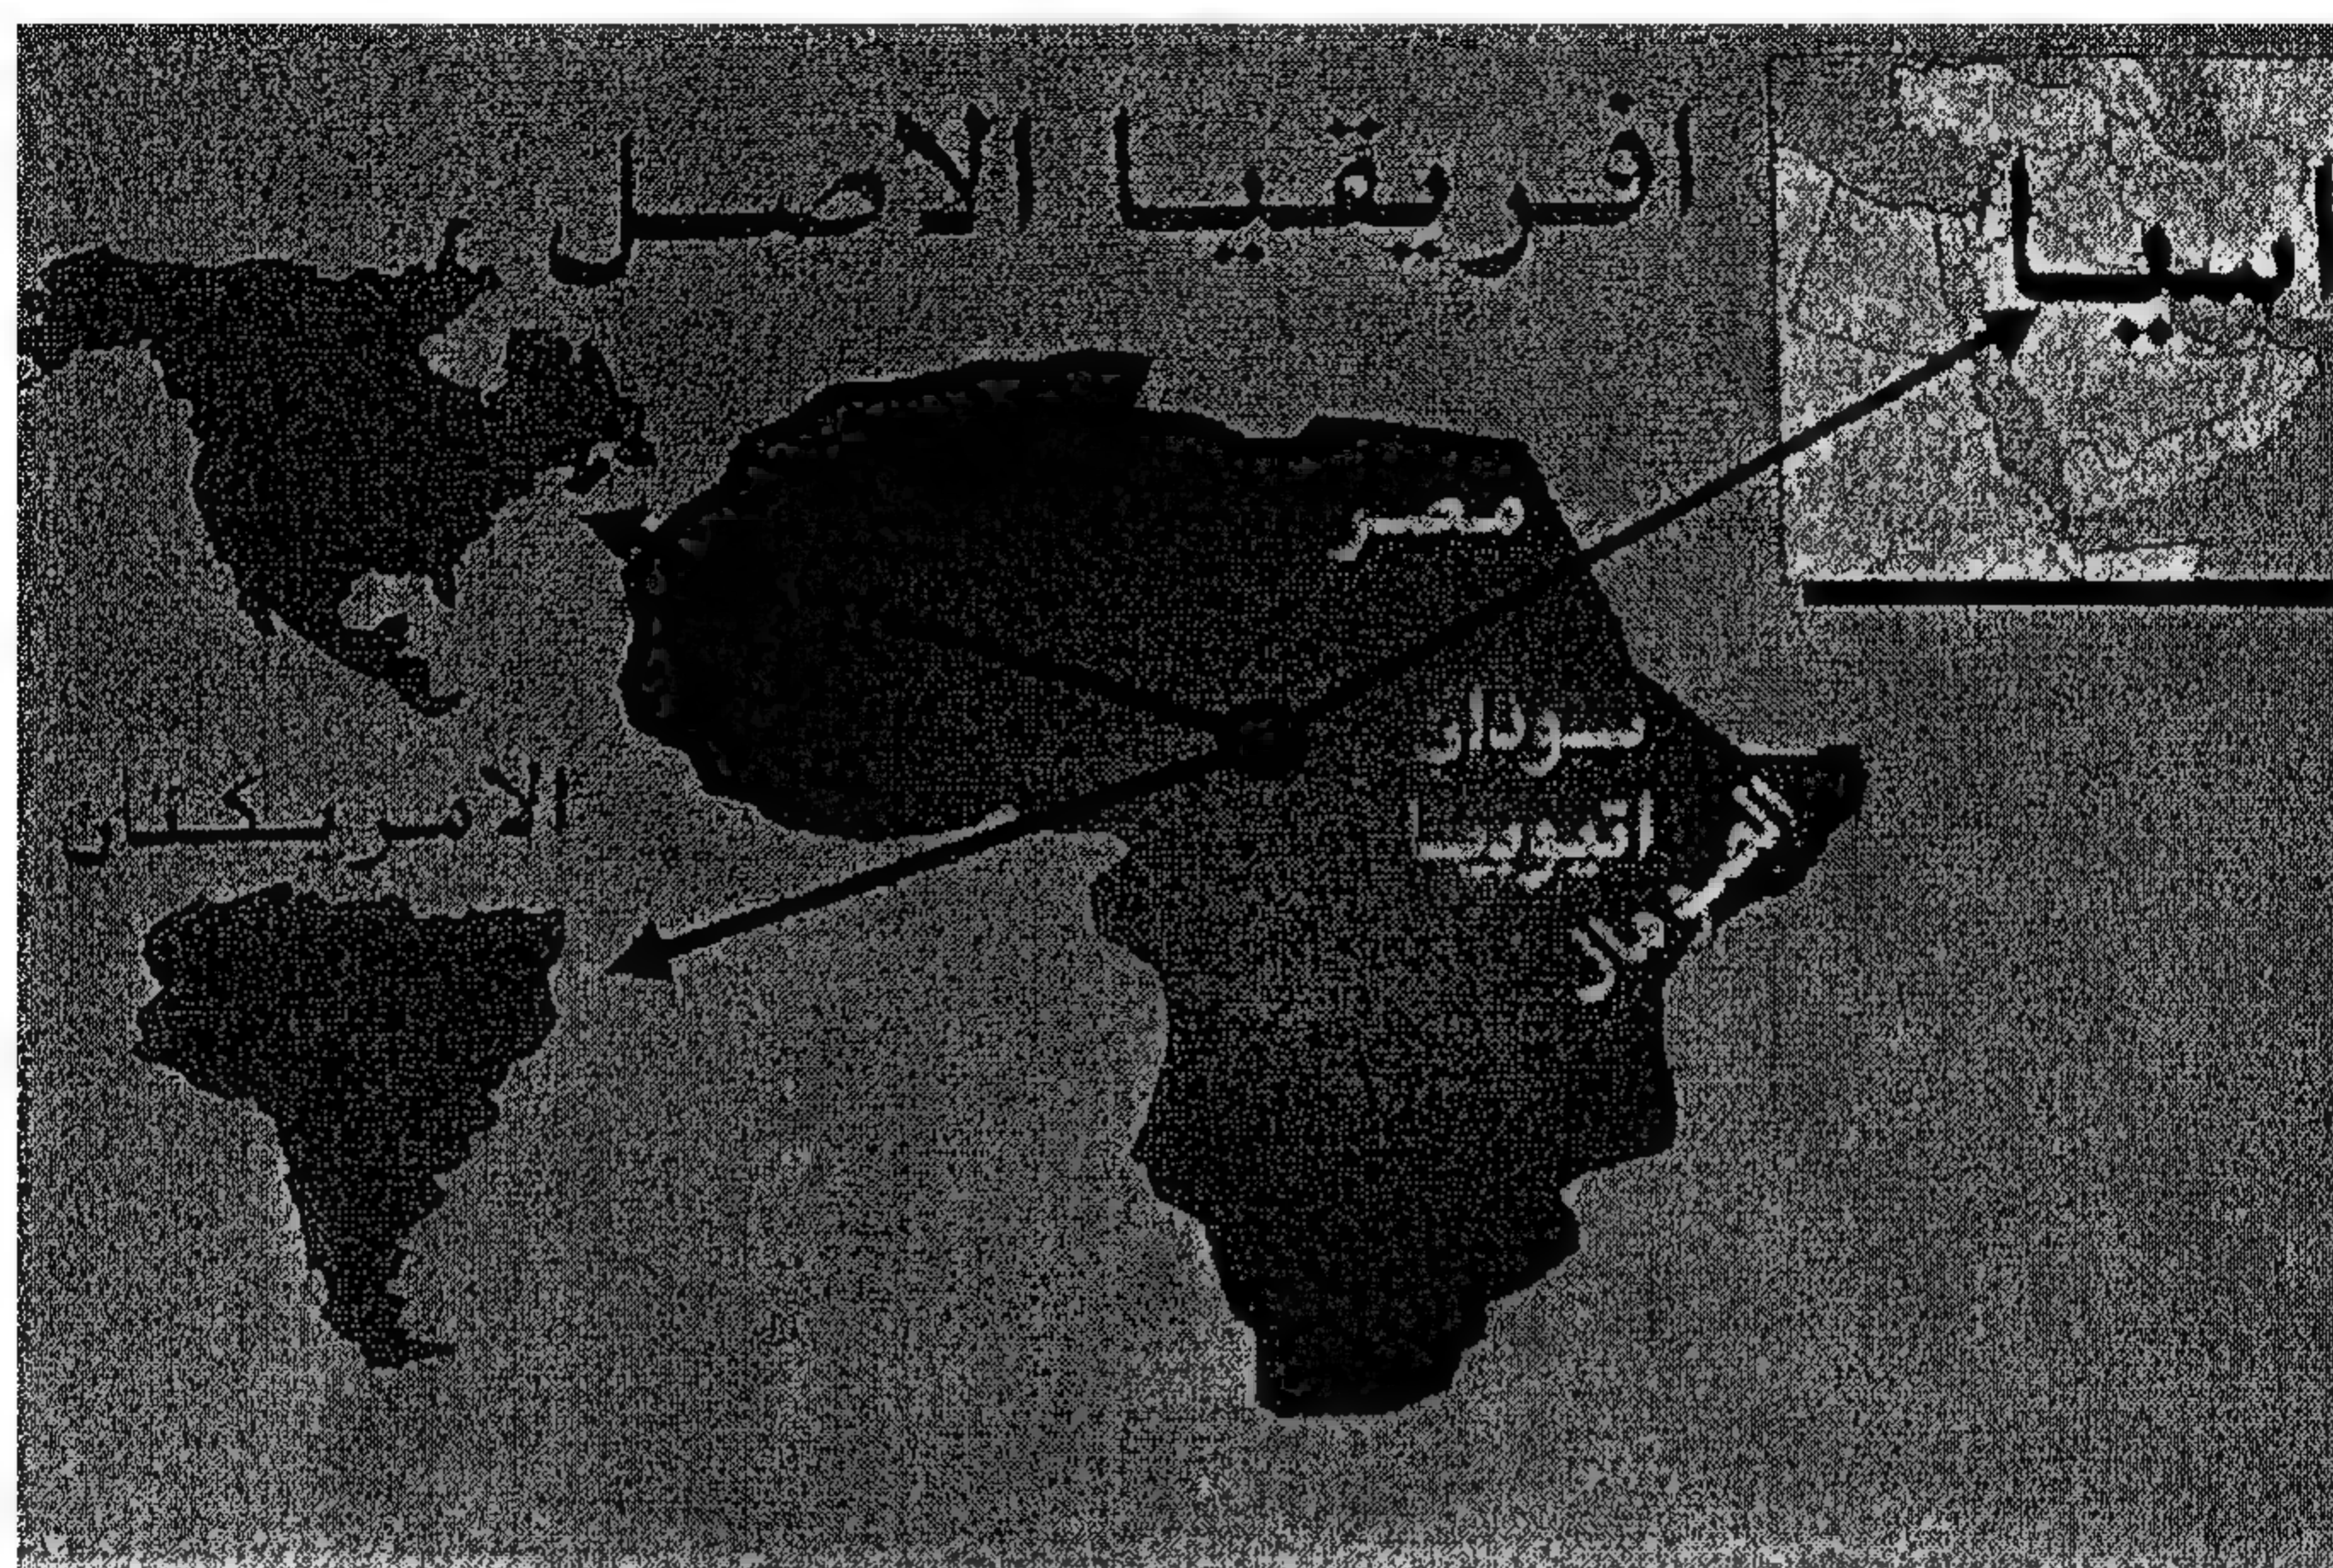 افريقيا الاصل
اسيا
مصر
سودان
اثيوبيا
الامريكتان